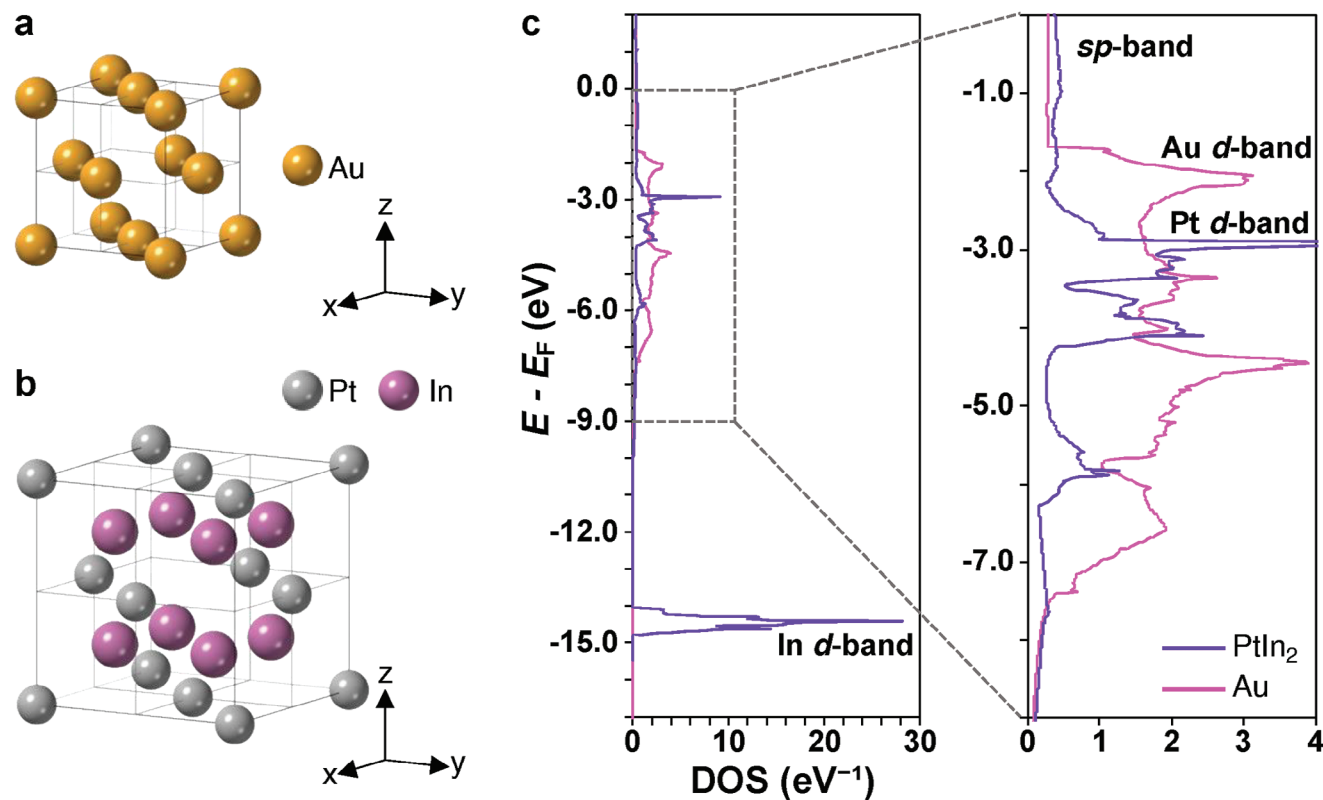 a
Au
z
x
y
b
Pt
In
z
x
y
c
E - E_F (eV)
0.0
-3.0
-6.0
-9.0
-12.0
-15.0
In d-band
0
10
20
30
DOS (eV⁻¹)
sp-band
-1.0
Au d-band
Pt d-band
-3.0
-5.0
-7.0
PtIn₂
Au
0
1
2
3
4